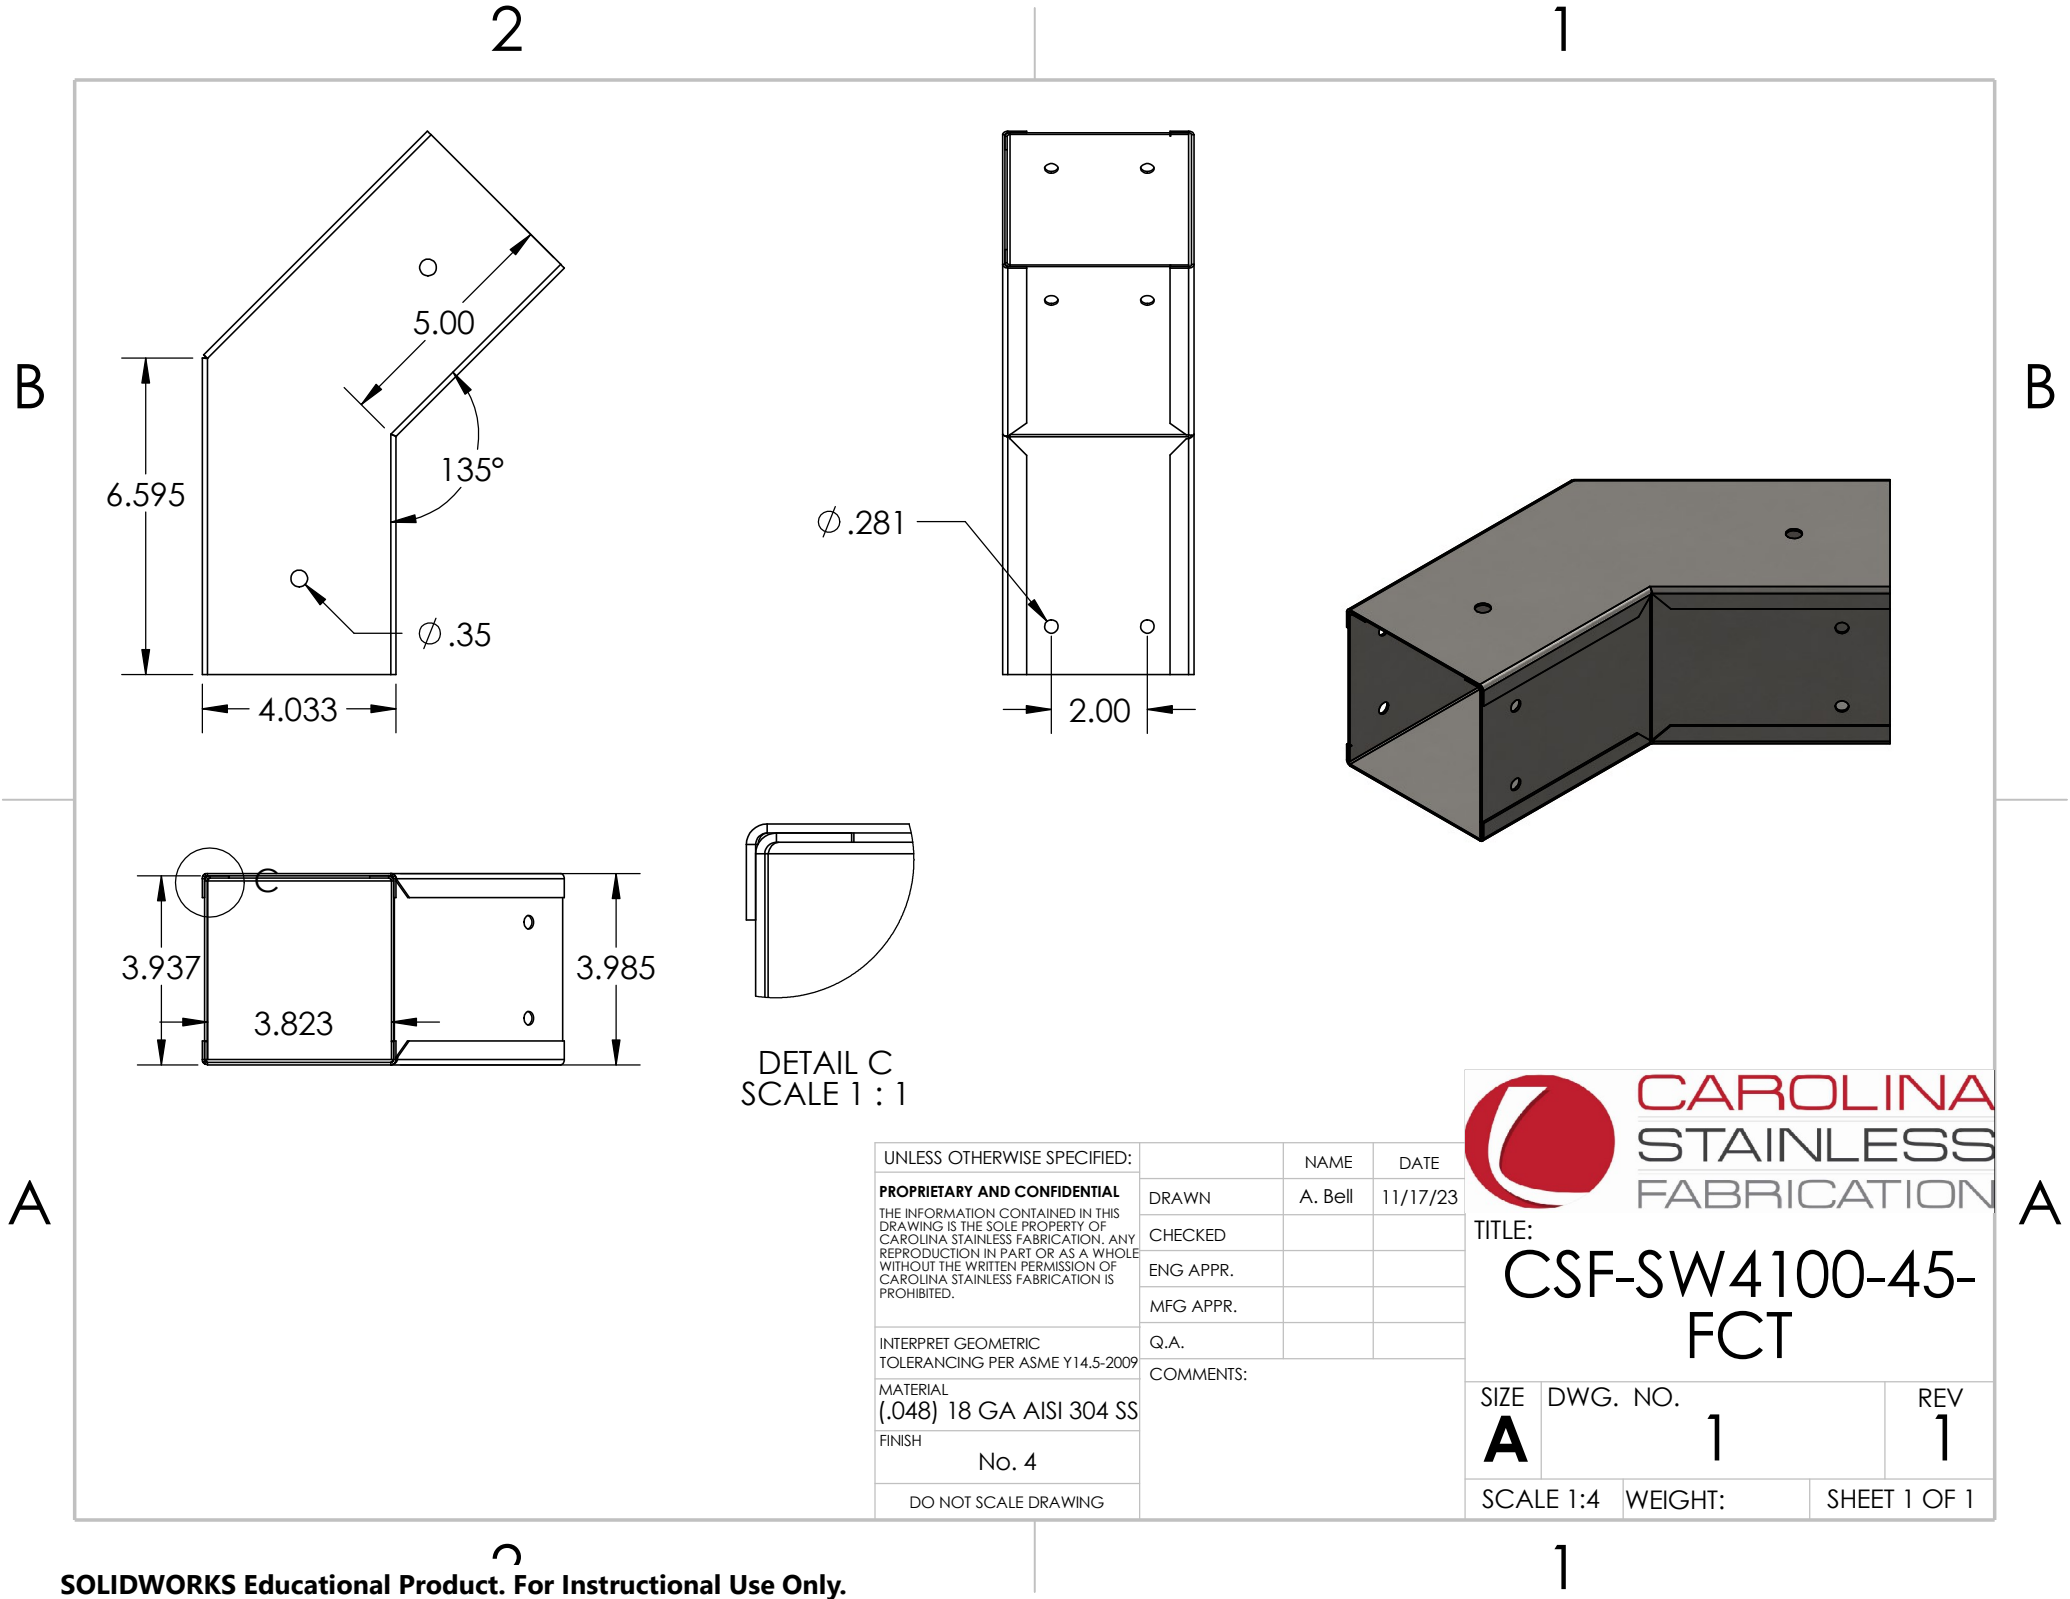 2
1
B
B
5.00
135°
6.595
Ø.35
4.033
Ø.281
2.00
C
3.937
3.823
3.985
DETAIL C
SCALE 1 : 1
A
A
CAROLINA
STAINLESS
FABRICATION
UNLESS OTHERWISE SPECIFIED:
PROPRIETARY AND CONFIDENTIAL
THE INFORMATION CONTAINED IN THIS
DRAWING IS THE SOLE PROPERTY OF
CAROLINA STAINLESS FABRICATION. ANY
REPRODUCTION IN PART OR AS A WHOLE
WITHOUT THE WRITTEN PERMISSION OF
CAROLINA STAINLESS FABRICATION IS
PROHIBITED.
INTERPRET GEOMETRIC
TOLERANCING PER ASME Y14.5-2009
MATERIAL
(.048) 18 GA AISI 304 SS
FINISH
No. 4
DO NOT SCALE DRAWING
NAME DATE
DRAWN A. Bell 11/17/23
CHECKED
ENG APPR.
MFG APPR.
Q.A.
COMMENTS:
TITLE:
CSF-SW4100-45-
FCT
SIZE DWG. NO. REV
A 1 1
SCALE 1:4 WEIGHT: SHEET 1 OF 1
2
1
SOLIDWORKS Educational Product. For Instructional Use Only.